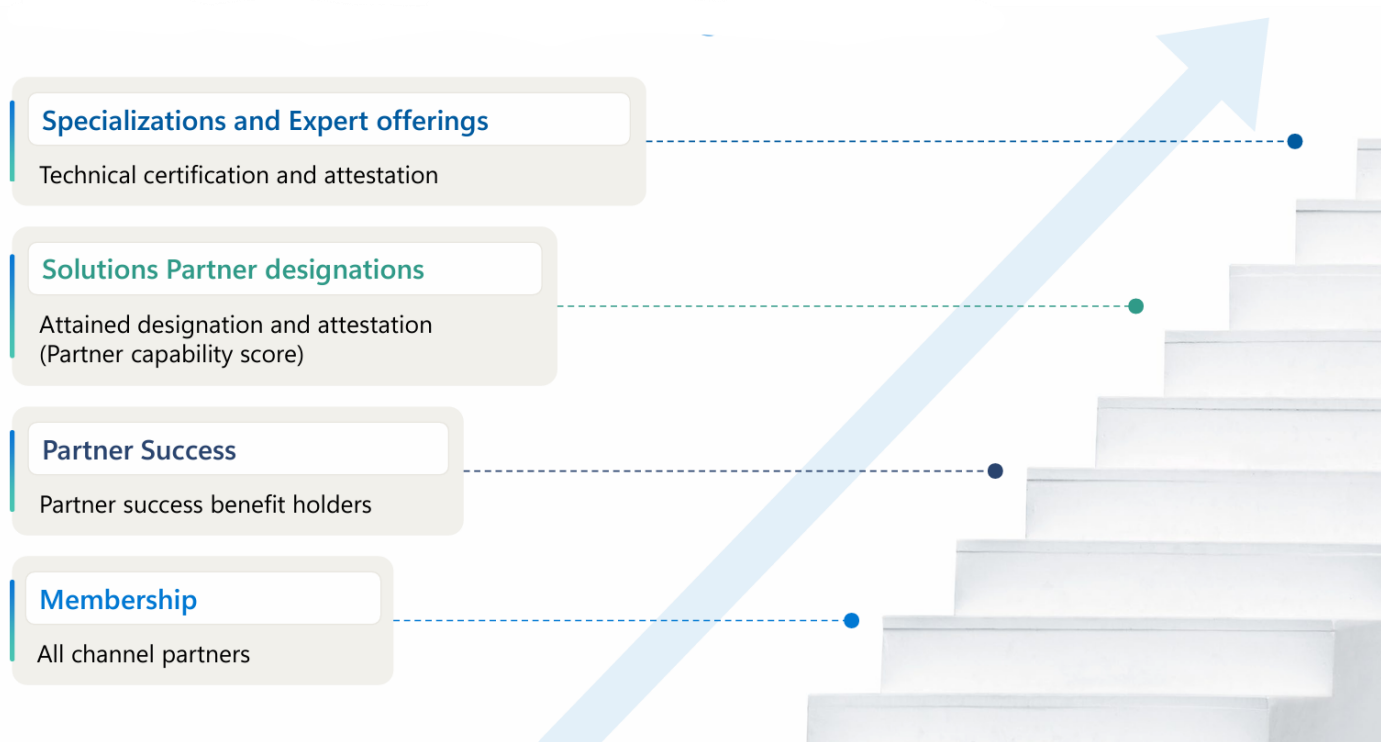 Specializations and Expert offerings
Technical certification and attestation
Solutions Partner designations
Attained designation and attestation
(Partner capability score)
Partner Success
Partner success benefit holders
Membership
All channel partners